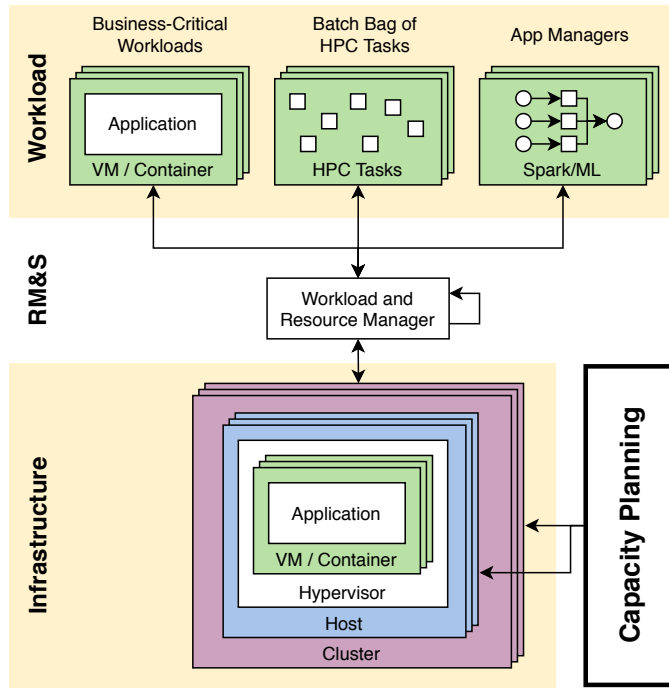 Business-Critical
Workloads
Batch Bag of
HPC Tasks
App Managers
Workload
Application
VM / Container
HPC Tasks
Spark/ML
RM&S
Workload and
Resource Manager
Infrastructure
Application
VM / Container
Hypervisor
Host
Cluster
Capacity Planning